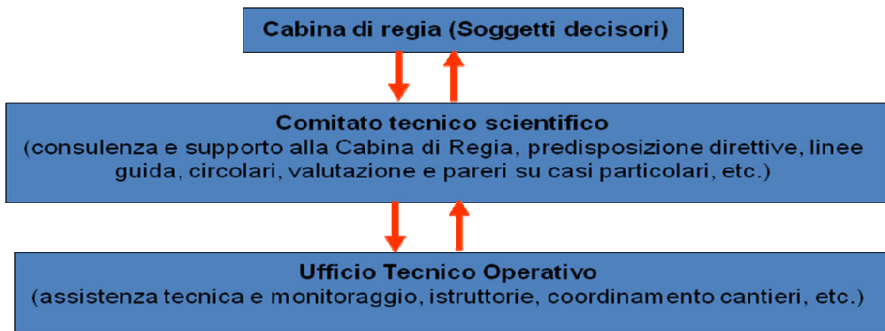 Cabina di regia (Soggetti decisori)
Comitato tecnico scientifico
(consulenza e supporto alla Cabina di Regia, predisposizione direttive, linee
guida, circolari, valutazione e pareri su casi particolari, etc.)
Ufficio Tecnico Operativo
(assistenza tecnica e monitoraggio, istruttorie, coordinamento cantieri, etc.)